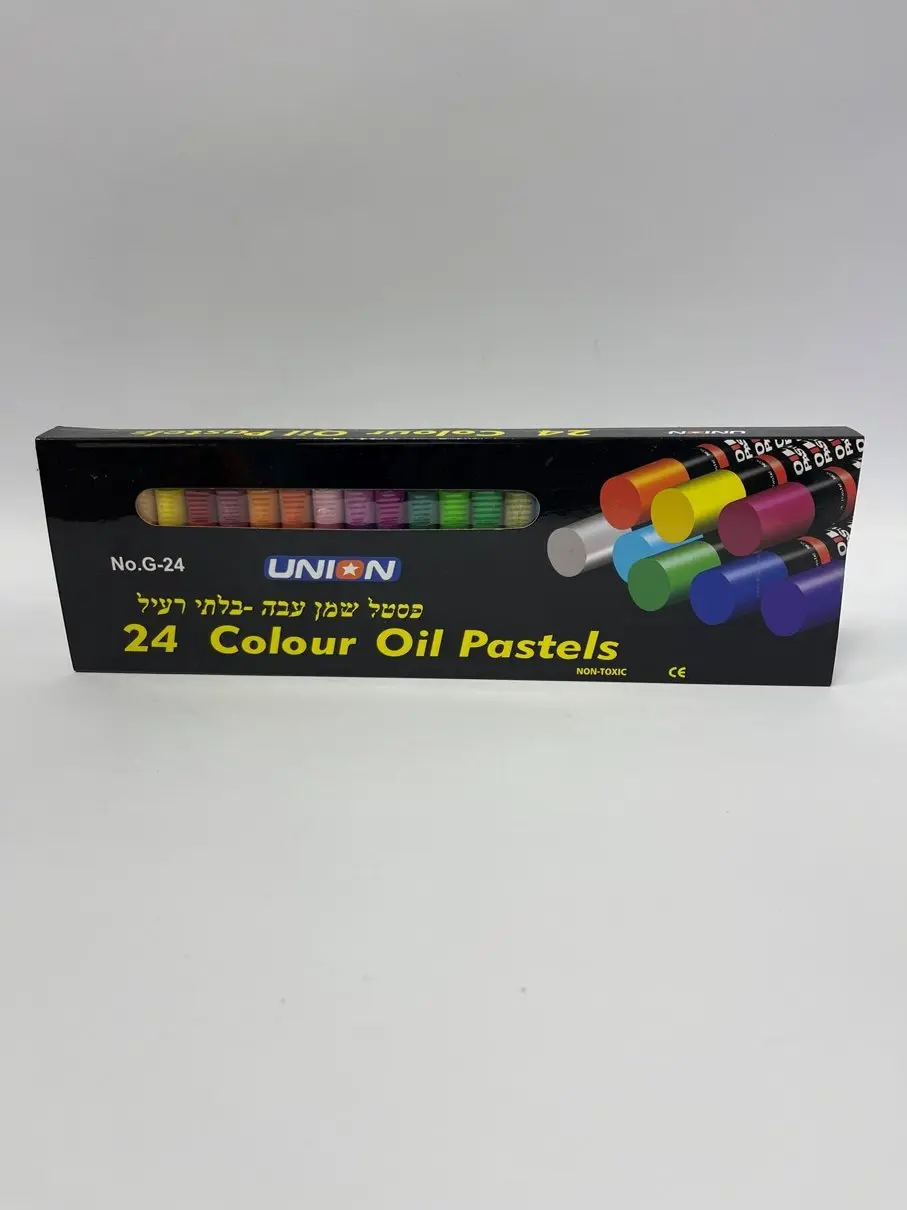 24 Colour Oil Pastels
UNION
No.G-24
UNION
פסטל שמן עבה -בלתי רעיל
24 Colour Oil Pastels
NON-TOXIC
CE